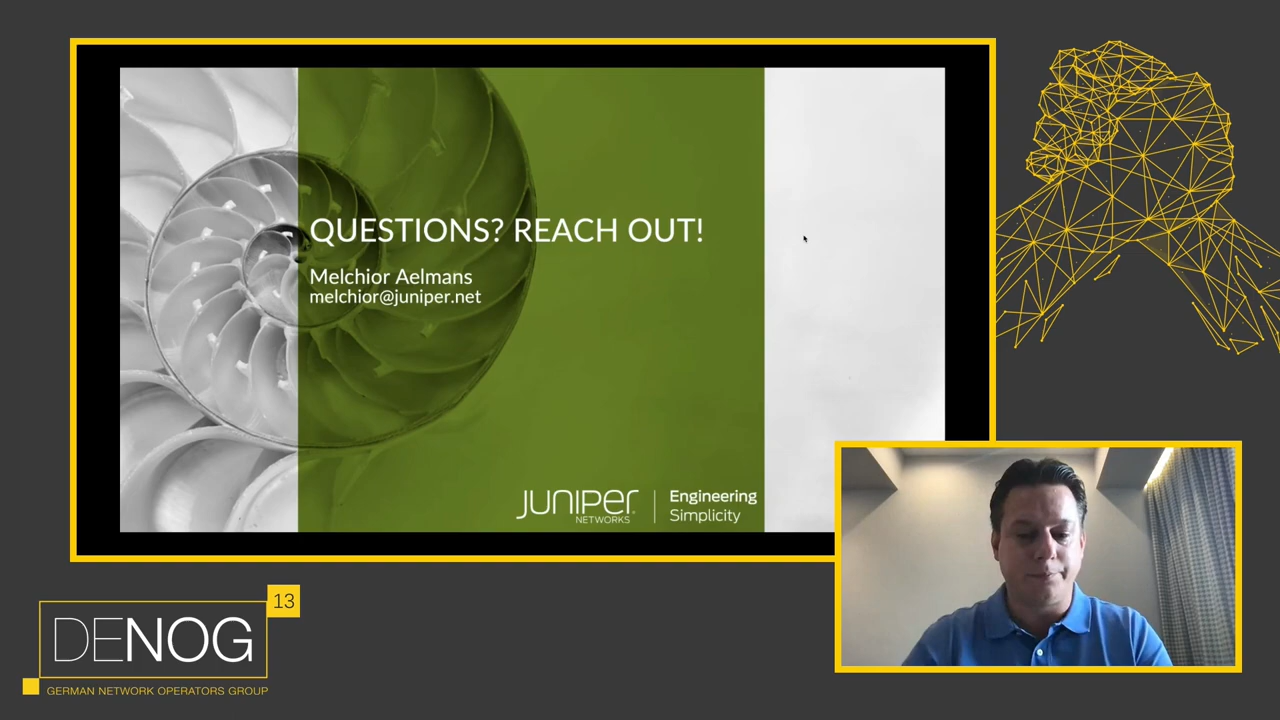 QUESTIONS? REACH OUT!
Melchior Aelmans
melchior@juniper.net
JUNIPER NETWORKS
Engineering
Simplicity
13
DENOG
GERMAN NETWORK OPERATORS GROUP